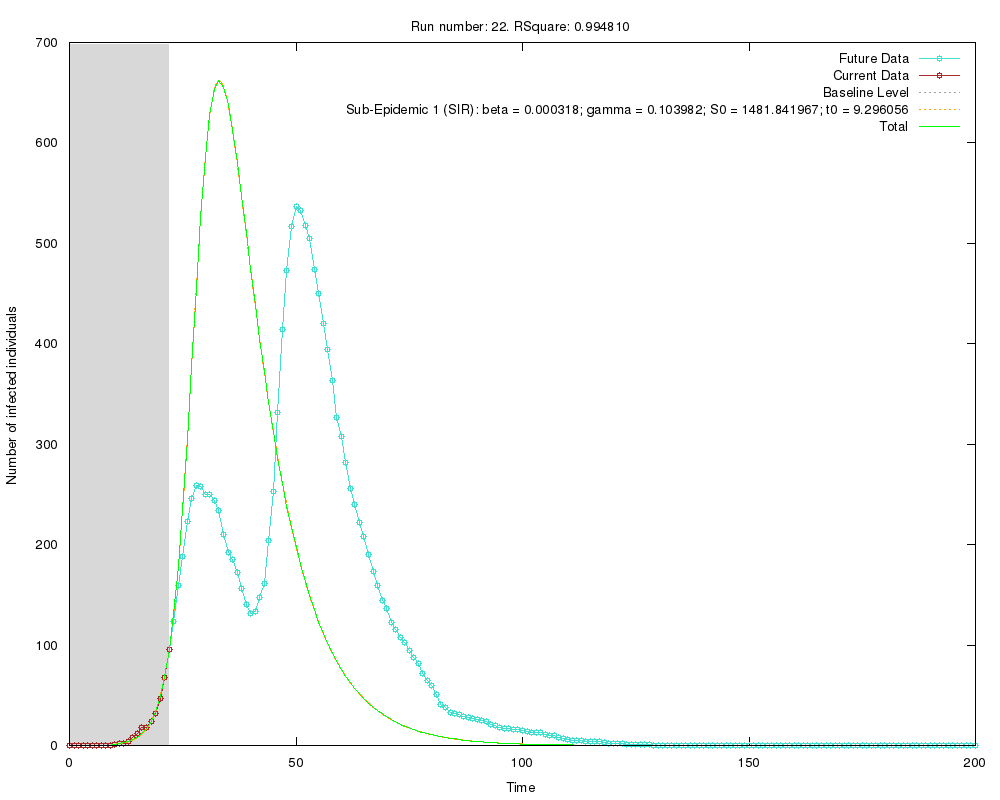 Run number: 22. RSquare: 0.994810
700
600
500
400
300
200
100
0
Number of infected individuals
Future Data
Current Data
Baseline Level
Sub-Epidemic 1 (SIR): beta = 0.000318; gamma = 0.103982; S0 = 1481.841967; t0 = 9.296056
Total
0 50 100 150 200
Time